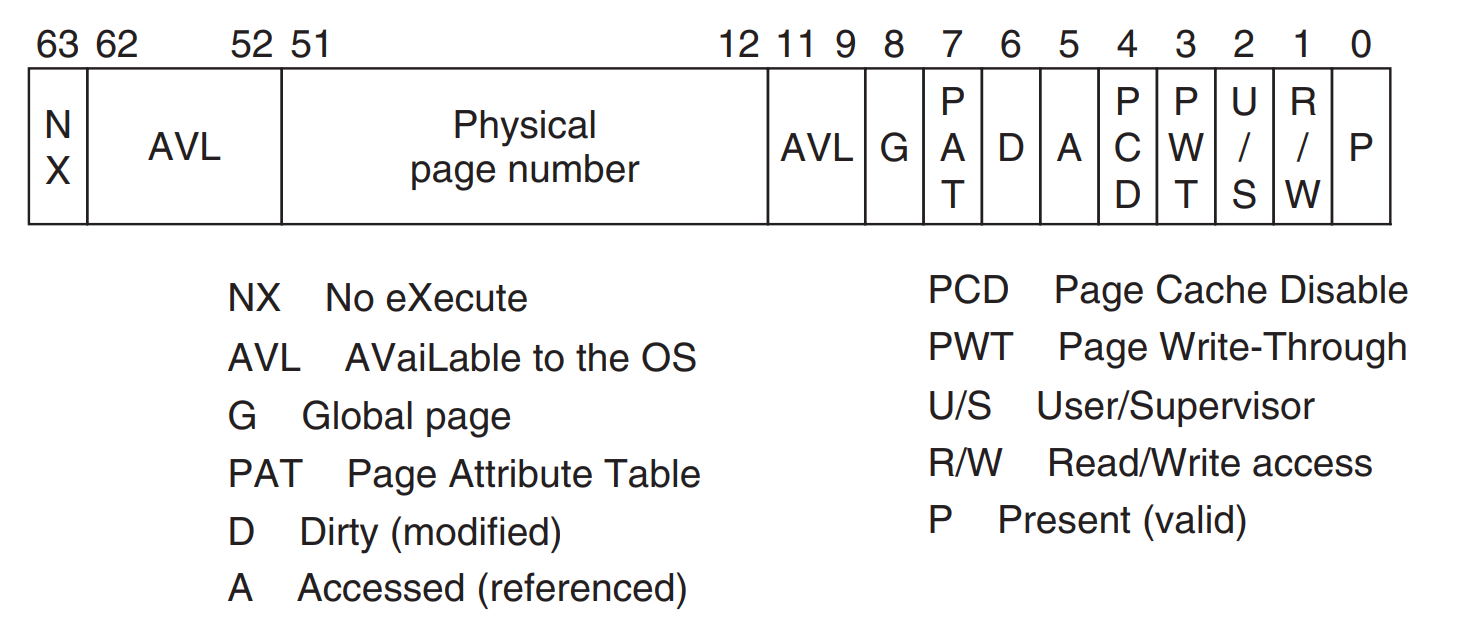 63 62 52 51 12 11 9 8 7 6 5 4 3 2 1 0
NX
AVL
Physical
page number
AVL
G
PAT
D
A
PCD
PWT
U/S
R/W
P
NX No eXecute
AVL AVaiLable to the OS
G Global page
PAT Page Attribute Table
D Dirty (modified)
A Accessed (referenced)
PCD Page Cache Disable
PWT Page Write-Through
U/S User/Supervisor
R/W Read/Write access
P Present (valid)